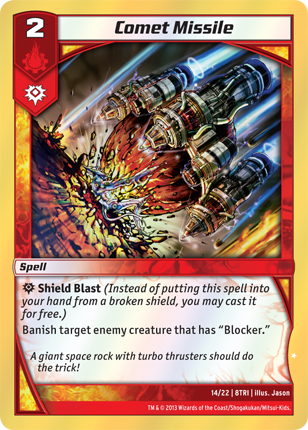 2
Comet Missile
Spell
Shield Blast (Instead of putting this spell into
your hand from a broken shield, you may cast it
for free.)
Banish target enemy creature that has “Blocker.”
A giant space rock with turbo thrusters should do
the trick!
14/22 | 8TRI | illus. Jason
TM & © 2013 Wizards of the Coast/Shogakukan/Mitsui-Kids.